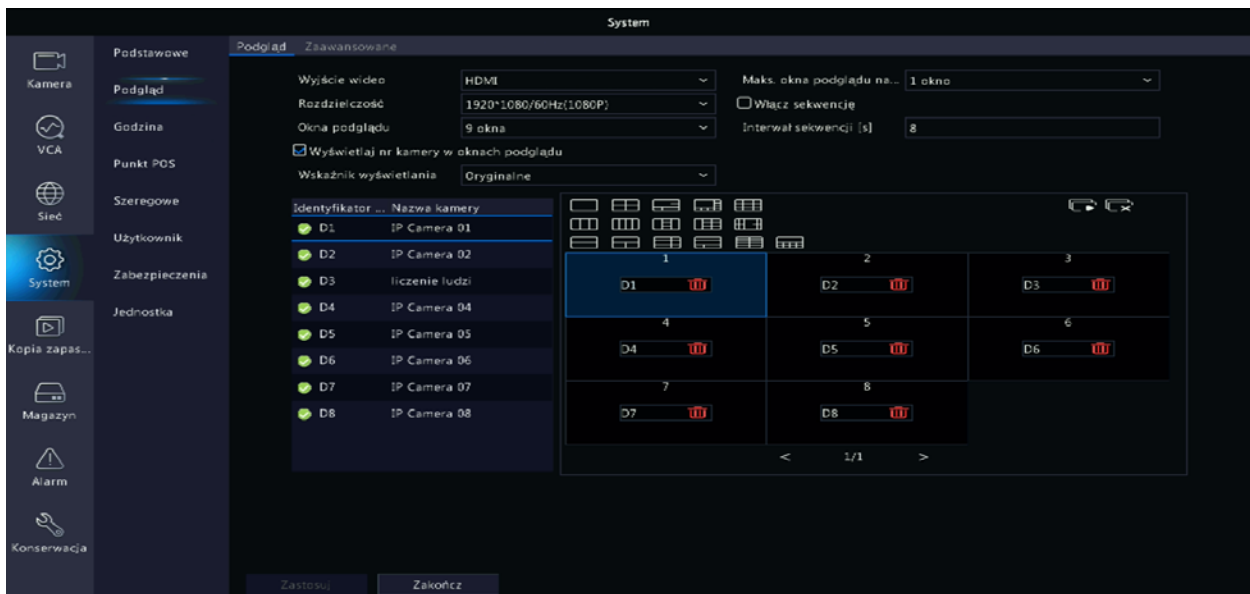 System
Kamera
VCA
Sieć
System
Kopia zapas...
Magazyn
Alarm
Konserwacja
Podstawowe
Podgląd
Godzina
Punkt POS
Szeregowe
Użytkownik
Zabezpieczenia
Jednostka
Podgląd Zaawansowane
Wyjście wideo HDMI Maks. okna podglądu na... 1 okno
Rozdzielczość 1920*1080/60Hz(1080P) Włącz sekwencję
Okna podglądu 9 okna Interwał sekwencji [s] 8
Wyświetlaj nr kamery w oknach podglądu
Wskaźnik wyświetlania Oryginalne
Identyfikator ... Nazwa kamery
D1 IP Camera 01
D2 IP Camera 02
D3 liczenie ludzi
D4 IP Camera 04
D5 IP Camera 05
D6 IP Camera 06
D7 IP Camera 07
D8 IP Camera 08
1 2 3
D1 D2 D3
4 5 6
D4 D5 D6
7 8
D7 D8
< 1/1 >
Zastosuj Zakończ